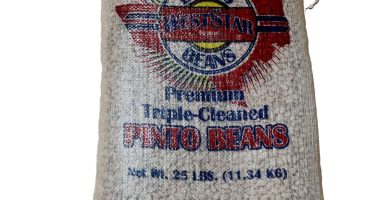 WESTSTAR
BEANS
Premium
Triple-Cleaned
PINTO BEANS
Net Wt. 25 LBS. (11.34 KG)